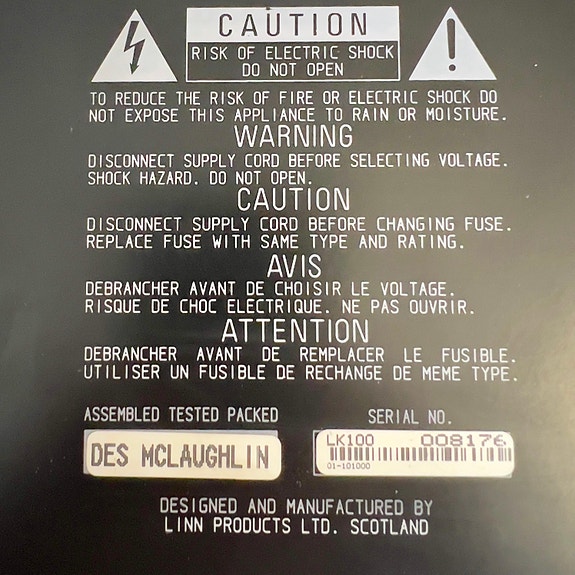 CAUTION
RISK OF ELECTRIC SHOCK
DO NOT OPEN
TO REDUCE THE RISK OF FIRE OR ELECTRIC SHOCK DO
NOT EXPOSE THIS APPLIANCE TO RAIN OR MOISTURE.
WARNING
DISCONNECT SUPPLY CORD BEFORE SELECTING VOLTAGE.
SHOCK HAZARD. DO NOT OPEN.
CAUTION
DISCONNECT SUPPLY CORD BEFORE CHANGING FUSE.
REPLACE FUSE WITH SAME TYPE AND RATING.
AVIS
DEBRANCHER AVANT DE CHOISIR LE VOLTAGE.
RISQUE DE CHOC ELECTRIQUE. NE PAS OUVRIR.
ATTENTION
DEBRANCHER AVANT DE REMPLACER LE FUSIBLE.
UTILISER UN FUSIBLE DE RECHANGE DE MEME TYPE.
ASSEMBLED TESTED PACKED
DES MCLAUGHLIN
SERIAL NO.
LK100 008176
01-101000
DESIGNED AND MANUFACTURED BY
LINN PRODUCTS LTD. SCOTLAND